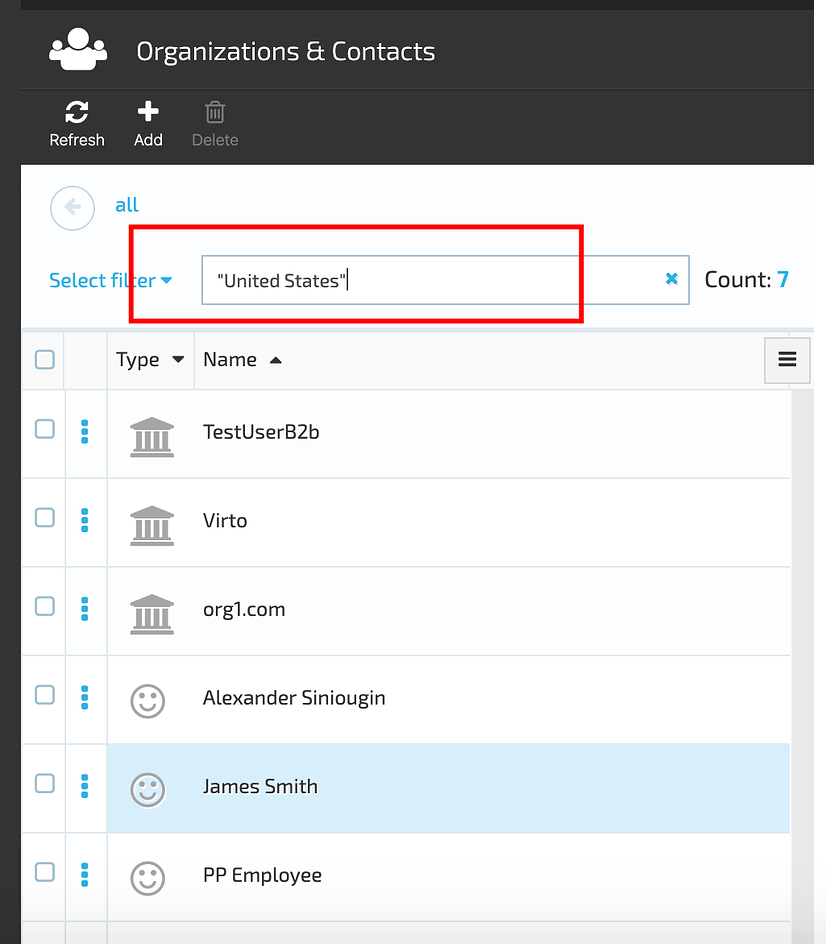 Organizations & Contacts
Refresh Add Delete
all
Select filter "United States" Count: 7
Type Name
TestUserB2b
Virto
org1.com
Alexander Siniougin
James Smith
PP Employee